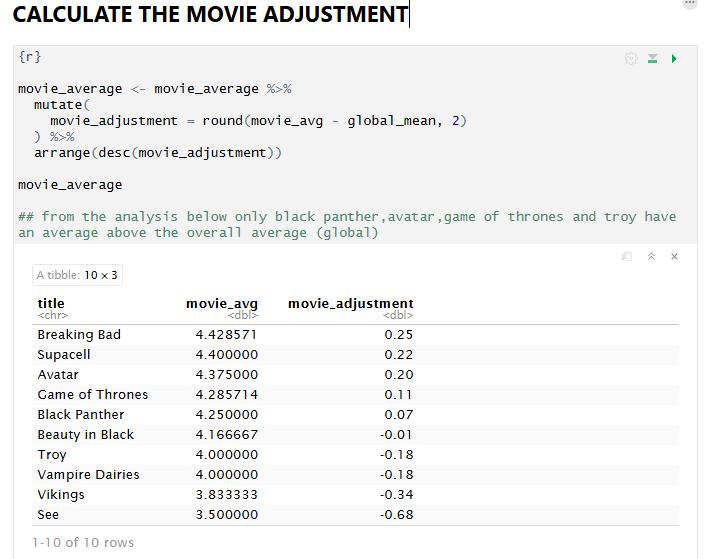 CALCULATE THE MOVIE ADJUSTMENT
{r}
movie_average <- movie_average %>%
  mutate(
    movie_adjustment = round(movie_avg - global_mean, 2)
  ) %>%
  arrange(desc(movie_adjustment))
movie_average
## from the analysis below only black panther,avatar,game of thrones and troy have
an average above the overall average (global)
A tibble: 10 × 3
title movie_avg movie_adjustment
<chr> <dbl> <dbl>
Breaking Bad 4.428571 0.25
Supacell 4.400000 0.22
Avatar 4.375000 0.20
Game of Thrones 4.285714 0.11
Black Panther 4.250000 0.07
Beauty in Black 4.166667 -0.01
Troy 4.000000 -0.18
Vampire Dairies 4.000000 -0.18
Vikings 3.833333 -0.34
See 3.500000 -0.68
1-10 of 10 rows